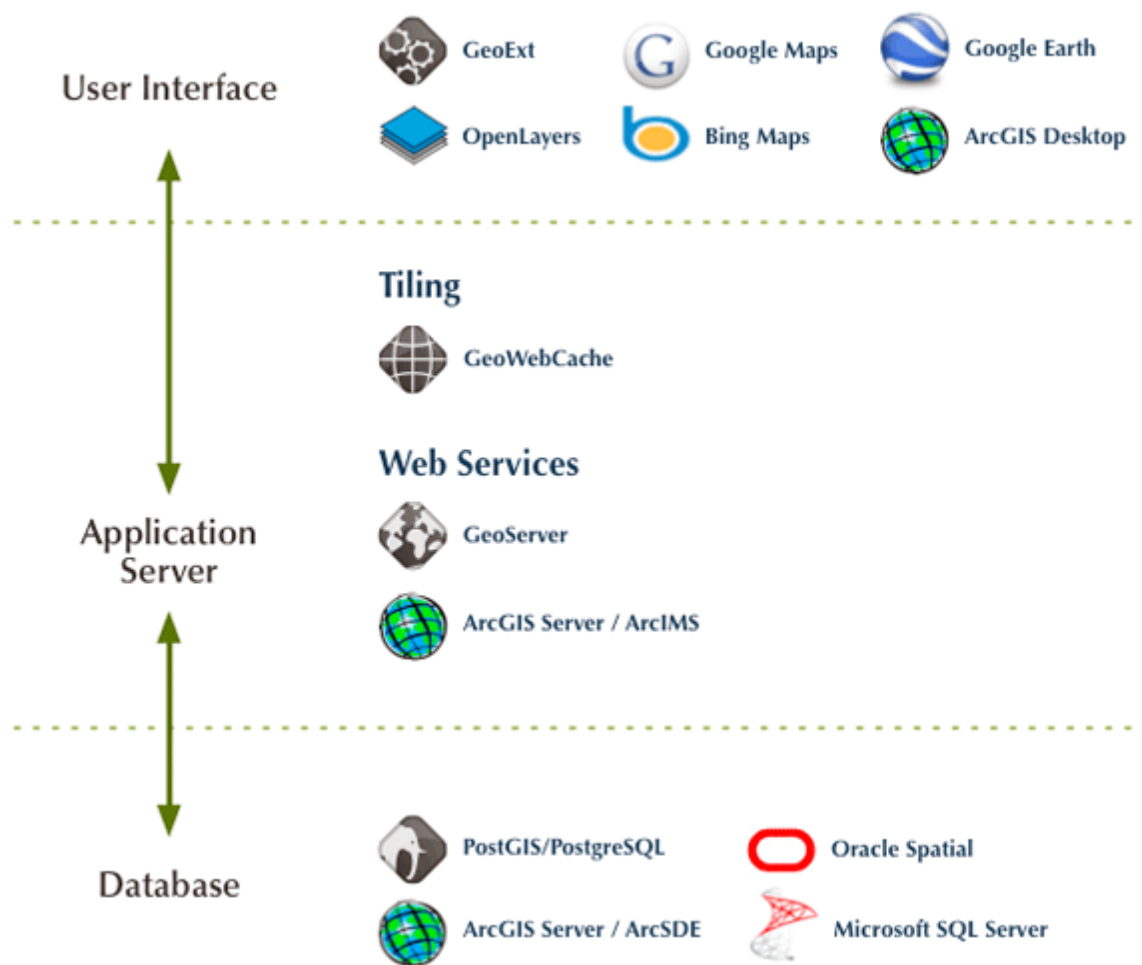 User Interface
GeoExt
Google Maps
Google Earth
OpenLayers
Bing Maps
ArcGIS Desktop
Tiling
GeoWebCache
Application
Server
Web Services
GeoServer
ArcGIS Server / ArcIMS
Database
PostGIS/PostgreSQL
Oracle Spatial
ArcGIS Server / ArcSDE
Microsoft SQL Server